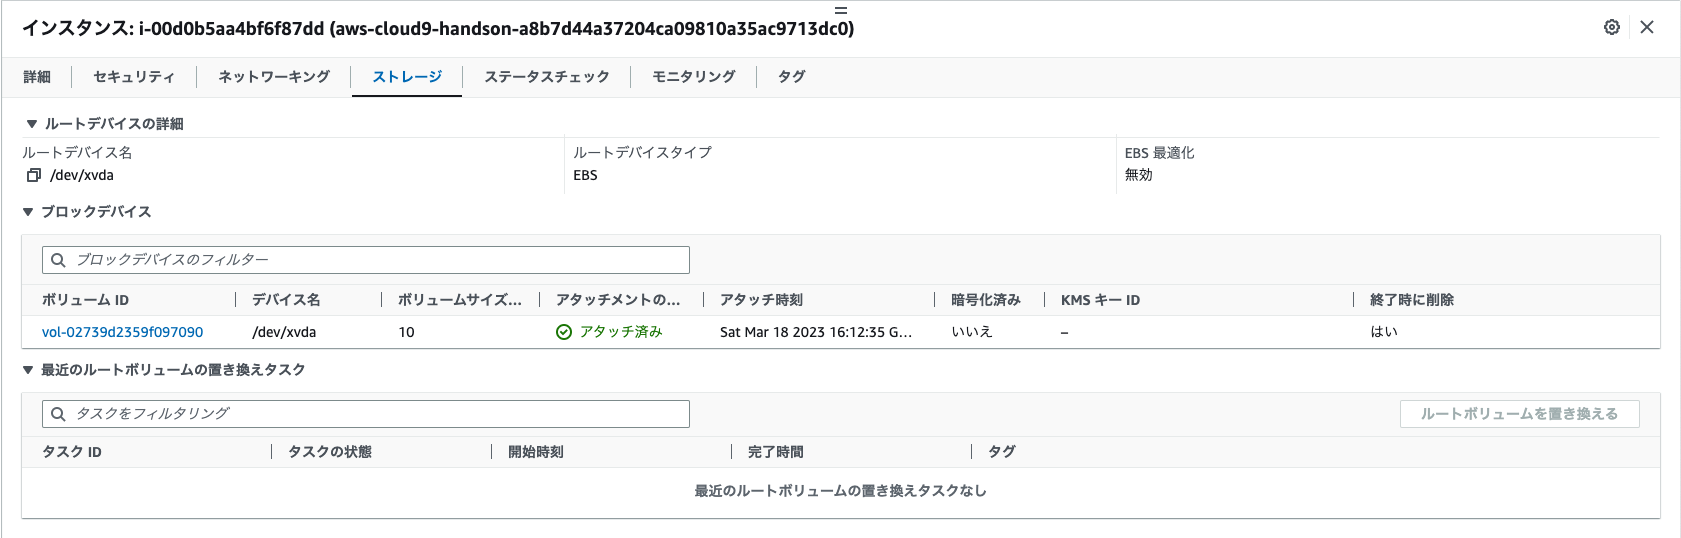 インスタンス: i-00d0b5aa4bf6f87dd (aws-cloud9-handson-a8b7d44a37204ca09810a35ac9713dc0)
詳細 セキュリティ ネットワーキング ストレージ ステータスチェック モニタリング タグ
▼ ルートデバイスの詳細
ルートデバイス名 ルートデバイスタイプ EBS 最適化
/dev/xvda EBS 無効
▼ ブロックデバイス
ブロックデバイスのフィルター
ボリューム ID デバイス名 ボリュームサイズ... アタッチメントの... アタッチ時刻 暗号化済み KMS キー ID 終了時に削除
vol-02739d2359f097090 /dev/xvda 10 アタッチ済み Sat Mar 18 2023 16:12:35 G... いいえ – はい
▼ 最近のルートボリュームの置き換えタスク
タスクをフィルタリング ルートボリュームを置き換える
タスク ID タスクの状態 開始時刻 完了時間 タグ
最近のルートボリュームの置き換えタスクなし